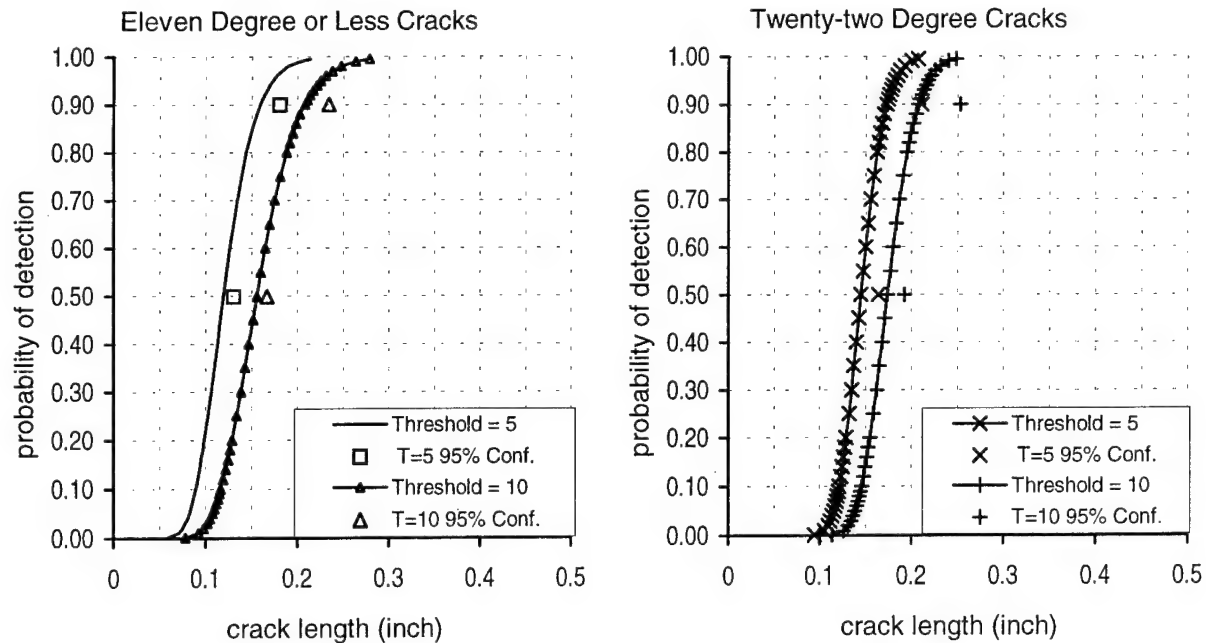 Eleven Degree or Less Cracks
probability of detection
1.00
0.90
0.80
0.70
0.60
0.50
0.40
0.30
0.20
0.10
0.00
0
0.1
0.2
0.3
0.4
0.5
crack length (inch)
Threshold = 5
T=5 95% Conf.
Threshold = 10
T=10 95% Conf.
Twenty-two Degree Cracks
probability of detection
1.00
0.90
0.80
0.70
0.60
0.50
0.40
0.30
0.20
0.10
0.00
0
0.1
0.2
0.3
0.4
0.5
crack length (inch)
Threshold = 5
T=5 95% Conf.
Threshold = 10
T=10 95% Conf.